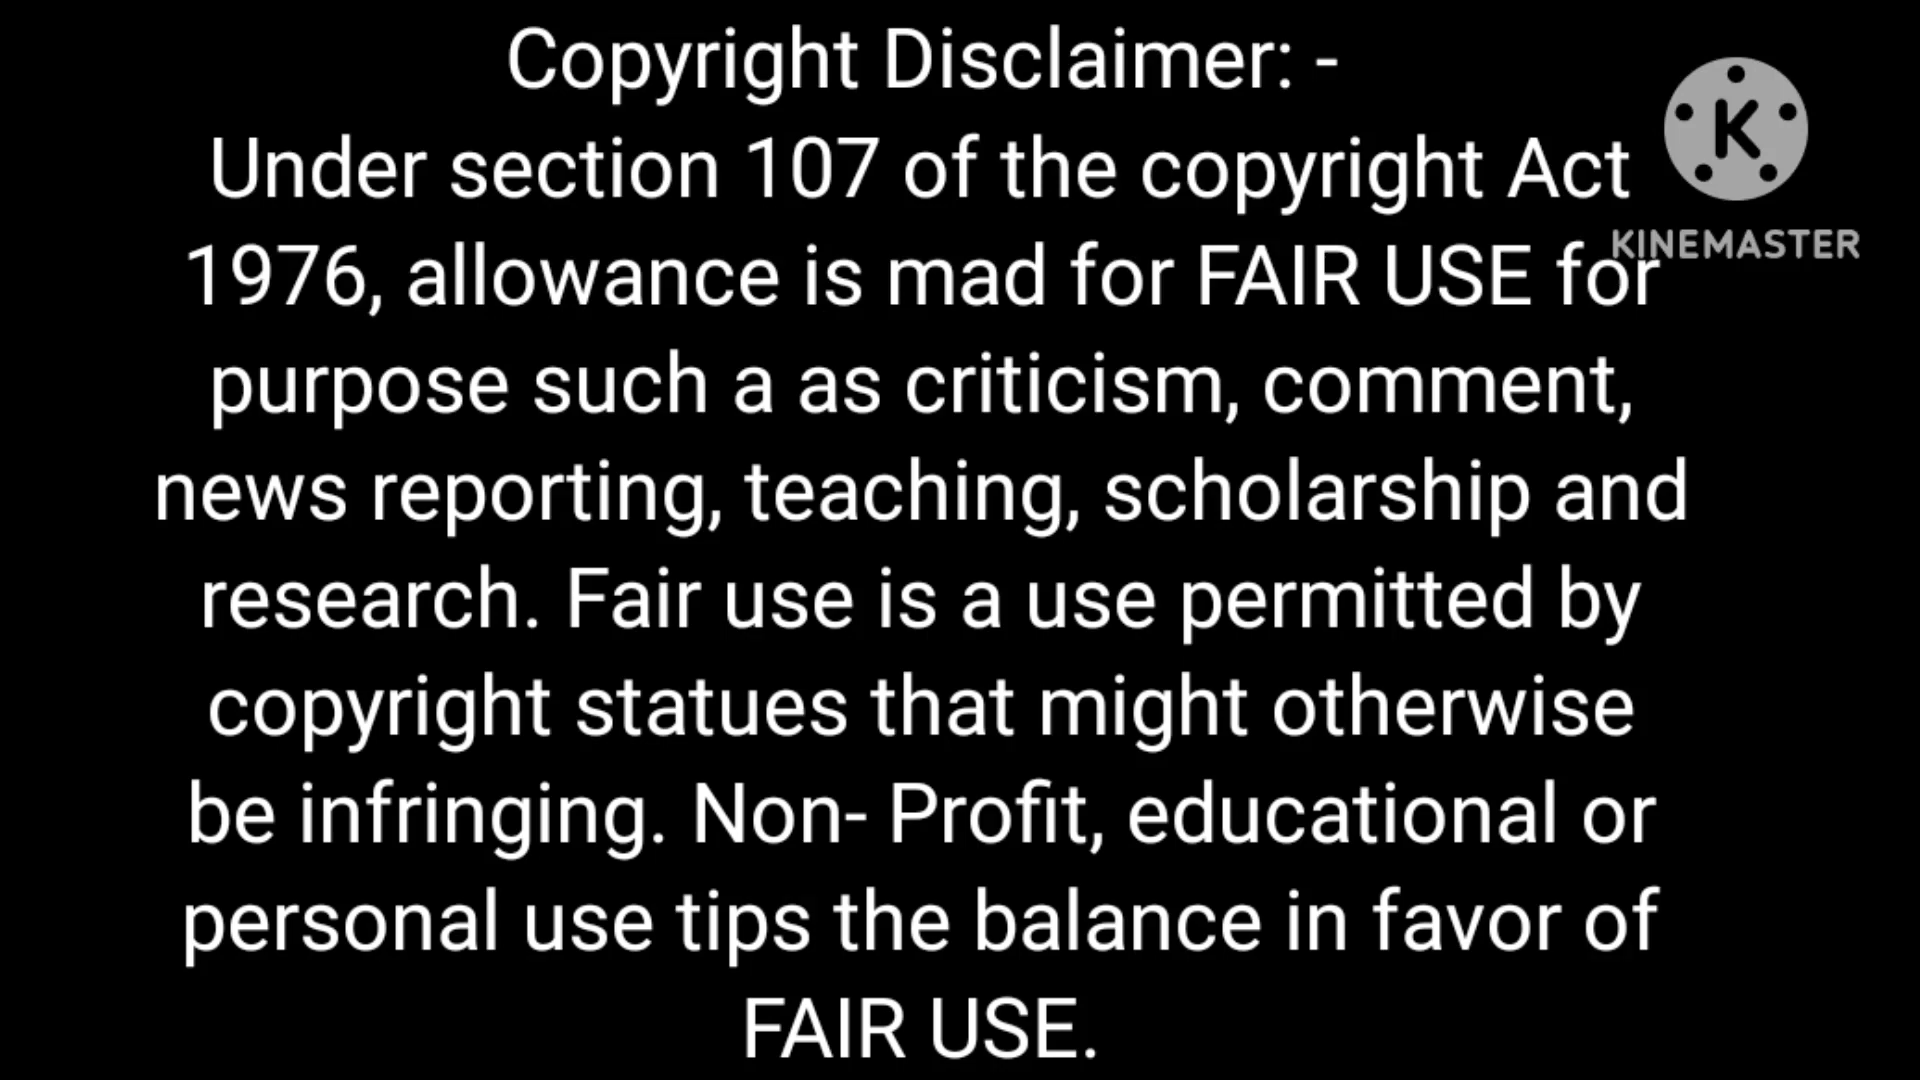 Copyright Disclaimer: -
Under section 107 of the copyright Act
1976, allowance is mad for FAIR USE for
purpose such a as criticism, comment,
news reporting, teaching, scholarship and
research. Fair use is a use permitted by
copyright statues that might otherwise
be infringing. Non- Profit, educational or
personal use tips the balance in favor of
FAIR USE.
K
KINEMASTER